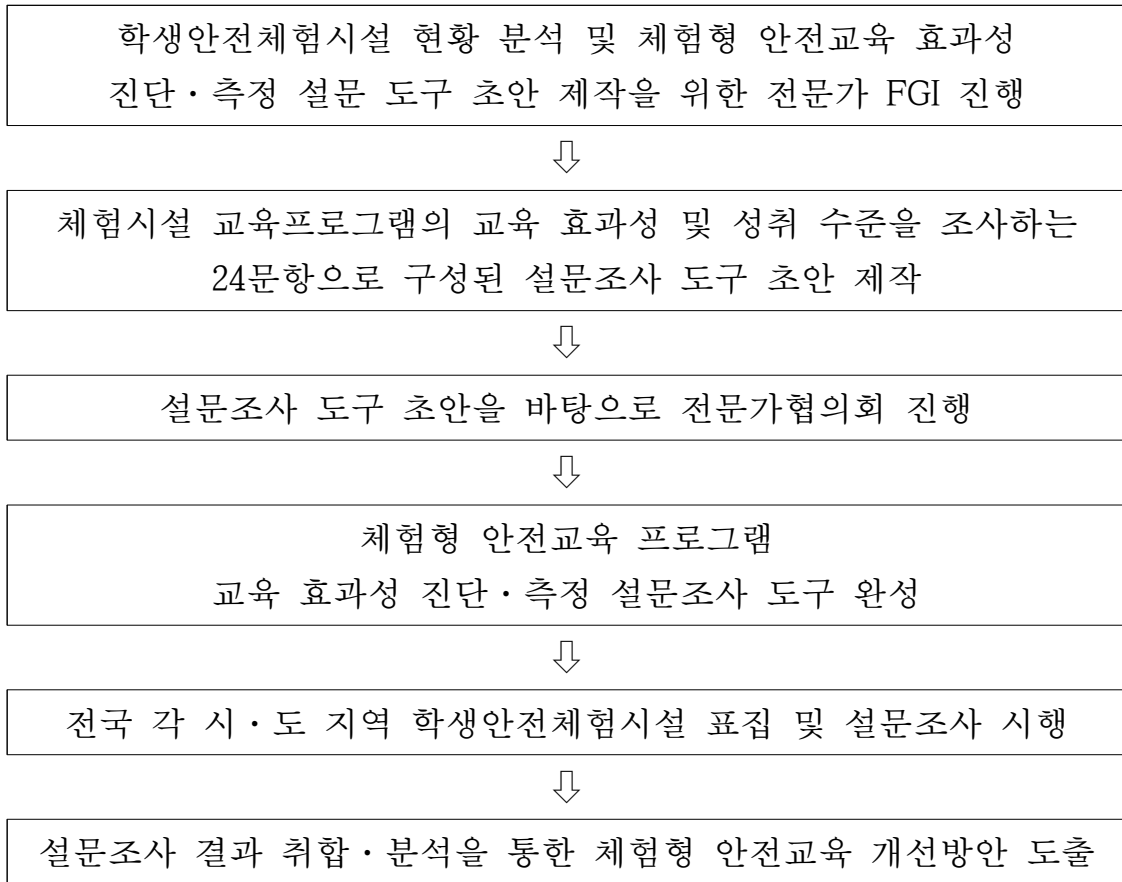 학생안전체험시설 현황 분석 및 체험형 안전교육 효과성
진단·측정 설문 도구 초안 제작을 위한 전문가 FGI 진행
⇩
체험시설 교육프로그램의 교육 효과성 및 성취 수준을 조사하는
24문항으로 구성된 설문조사 도구 초안 제작
⇩
설문조사 도구 초안을 바탕으로 전문가협의회 진행
⇩
체험형 안전교육 프로그램
교육 효과성 진단·측정 설문조사 도구 완성
⇩
전국 각 시·도 지역 학생안전체험시설 표집 및 설문조사 시행
⇩
설문조사 결과 취합·분석을 통한 체험형 안전교육 개선방안 도출